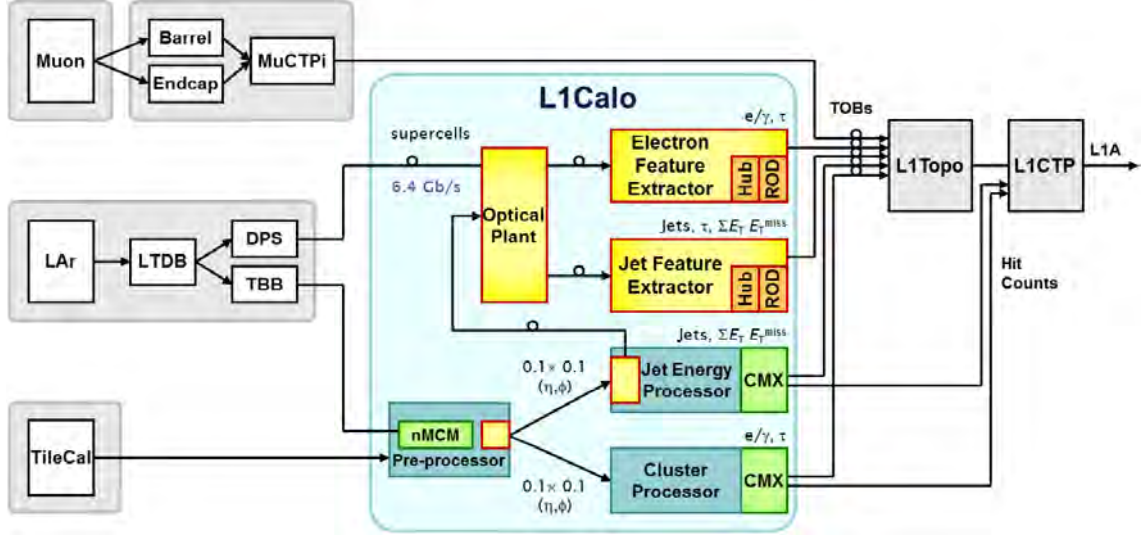 Muon
Barrel
Endcap
MuCTPi
L1Calo
supercells
6.4 Gb/s
Optical
Plant
e/γ, τ
Electron
Feature
Extractor
Hub
ROD
TOBs
L1Topo
L1CTP
L1A
LAr
LTDB
DPS
TBB
Jets, τ, ΣE_T E_T^miss
Jet Feature
Extractor
Hub
ROD
Hit
Counts
Jets, ΣE_T E_T^miss
0.1× 0.1
(η,ϕ)
Jet Energy
Processor
CMX
TileCal
nMCM
Pre-processor
0.1× 0.1
(η,ϕ)
e/γ, τ
Cluster
Processor
CMX